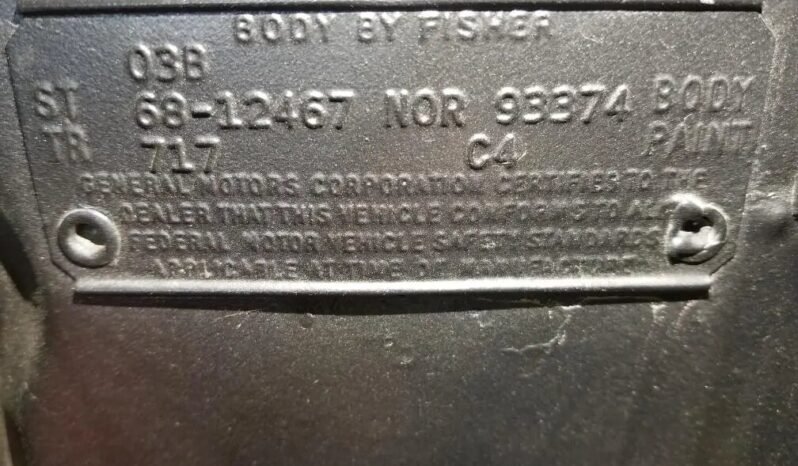 BODY BY FISHER
03B
ST 68-12467 NOR 93374 BODY
TR 717 C4 PAINT
GENERAL MOTORS CORPORATION CERTIFIES TO THE
DEALER THAT THIS VEHICLE CONFORMS TO ALL
FEDERAL MOTOR VEHICLE SAFETY STANDARDS
APPLICABLE AT TIME OF MANUFACTURE